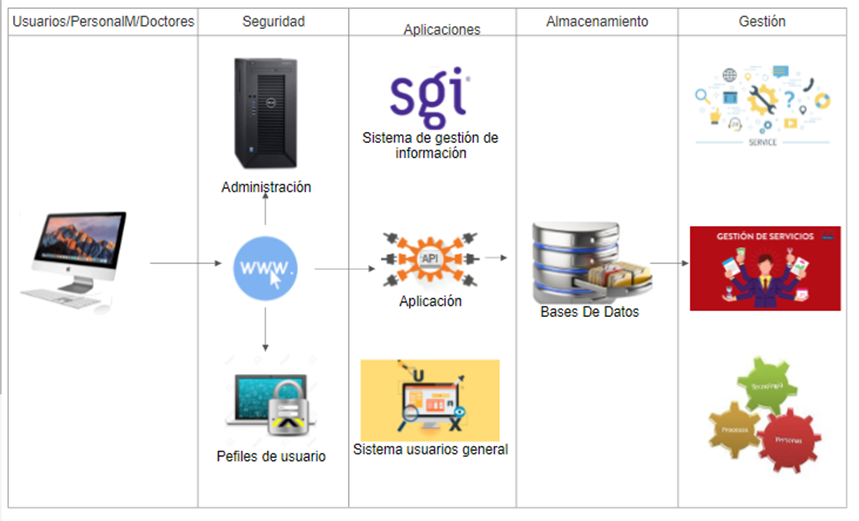 Usuarios/PersonalM/Doctores
Seguridad
Aplicaciones
Almacenamiento
Gestión
sgi
Sistema de gestión de
información
SERVICE
Administración
www.
API
GESTIÓN DE SERVICIOS
Aplicación
Bases De Datos
U
X
Pefiles de usuario
Sistema usuarios general
Tecnología
Procesos
Personas